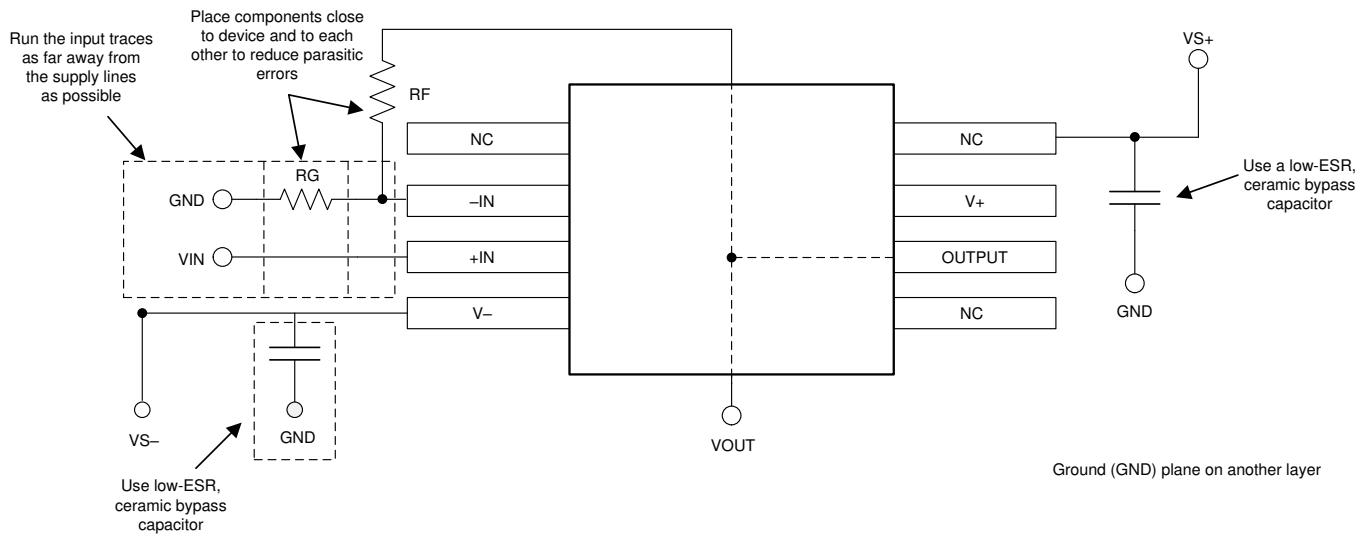 Place components close
to device and to each
other to reduce parasitic
errors
Run the input traces
as far away from
the supply lines
as possible
VS+
RF
NC
NC
Use a low-ESR,
ceramic bypass
capacitor
RG
GND
–IN
V+
VIN
+IN
OUTPUT
V–
NC
GND
VS–
GND
VOUT
Use low-ESR,
ceramic bypass
capacitor
Ground (GND) plane on another layer